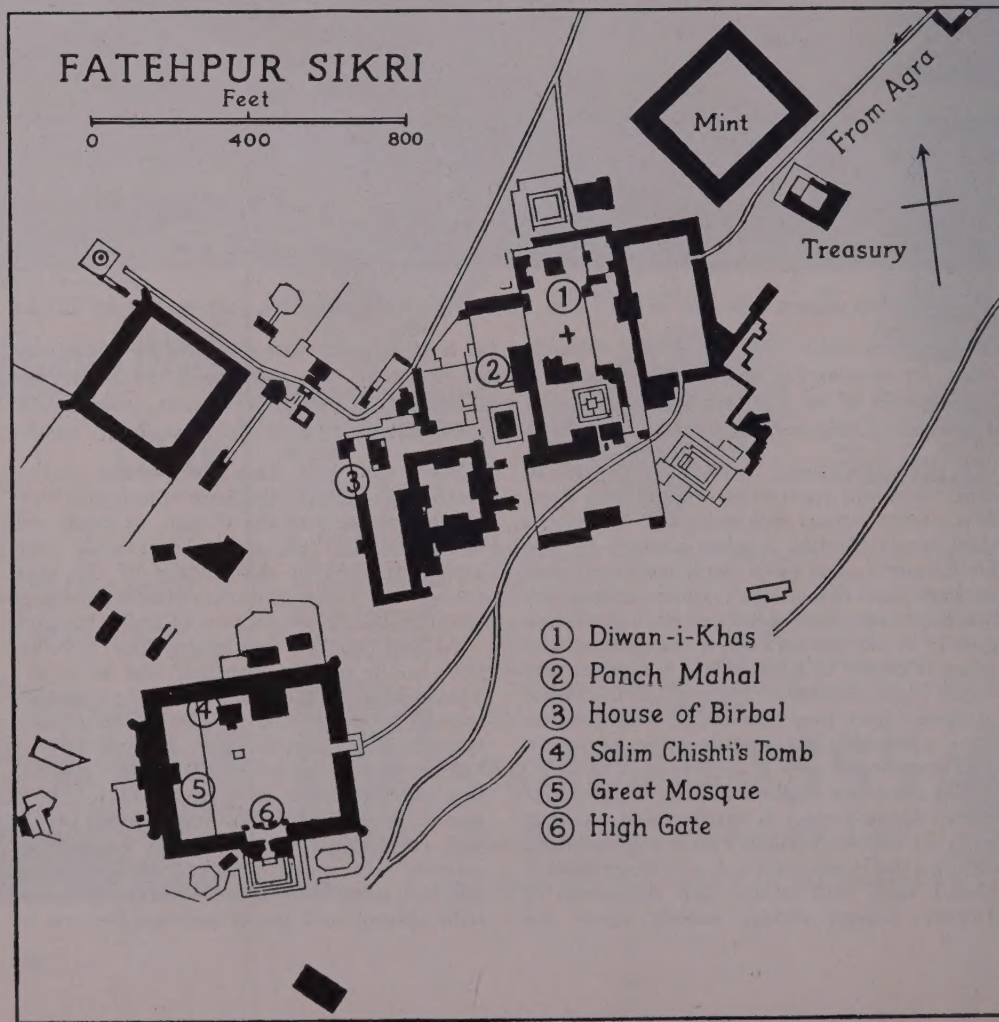 FATEHPUR SIKRI
Feet
0 400 800
Mint
From Agra
Treasury
1
2
3
4
5
6
1 Diwan-i-Khas
2 Panch Mahal
3 House of Birbal
4 Salim Chishti's Tomb
5 Great Mosque
6 High Gate